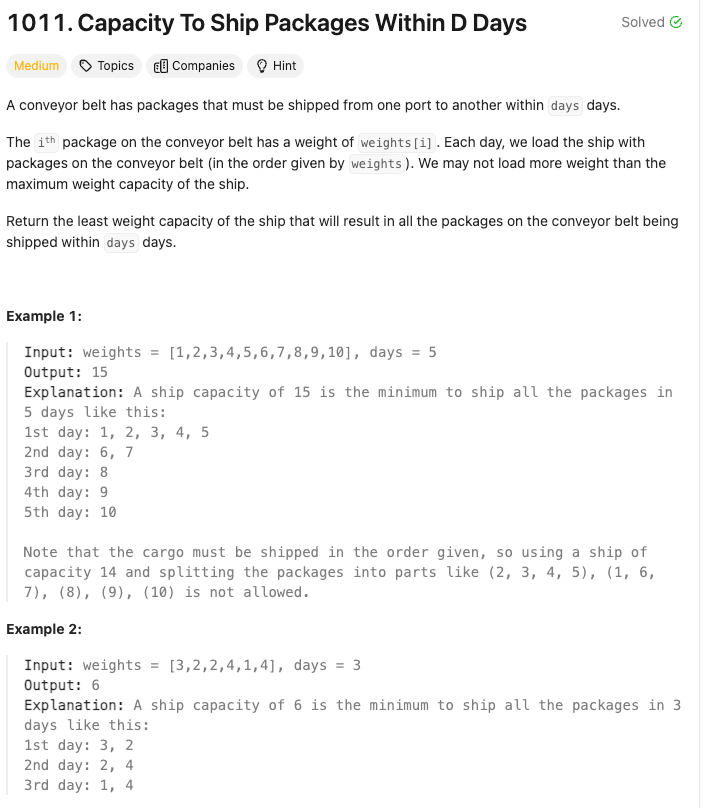 1011. Capacity To Ship Packages Within D Days
Solved
Medium Topics Companies Hint
A conveyor belt has packages that must be shipped from one port to another within days days.
The ith package on the conveyor belt has a weight of weights[i]. Each day, we load the ship with
packages on the conveyor belt (in the order given by weights). We may not load more weight than the
maximum weight capacity of the ship.
Return the least weight capacity of the ship that will result in all the packages on the conveyor belt being
shipped within days days.
Example 1:
Input: weights = [1,2,3,4,5,6,7,8,9,10], days = 5
Output: 15
Explanation: A ship capacity of 15 is the minimum to ship all the packages in
5 days like this:
1st day: 1, 2, 3, 4, 5
2nd day: 6, 7
3rd day: 8
4th day: 9
5th day: 10
Note that the cargo must be shipped in the order given, so using a ship of
capacity 14 and splitting the packages into parts like (2, 3, 4, 5), (1, 6,
7), (8), (9), (10) is not allowed.
Example 2:
Input: weights = [3,2,2,4,1,4], days = 3
Output: 6
Explanation: A ship capacity of 6 is the minimum to ship all the packages in 3
days like this:
1st day: 3, 2
2nd day: 2, 4
3rd day: 1, 4